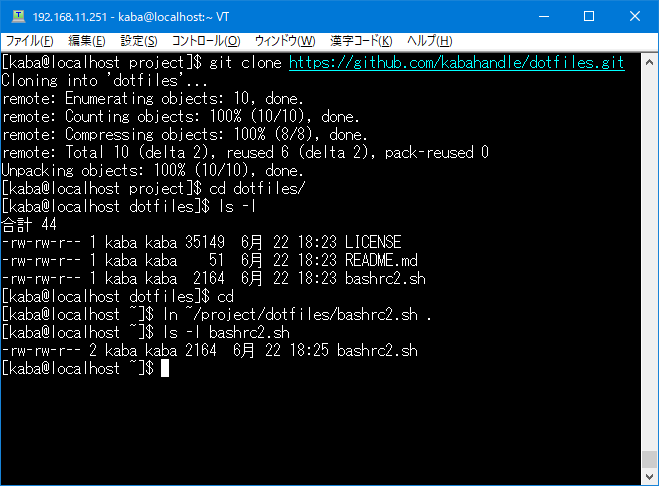 192.168.11.251 - kaba@localhost:~ VT
ファイル(F) 編集(E) 設定(S) コントロール(O) ウィンドウ(W) 漢字コード(K) ヘルプ(H)
[kaba@localhost project]$ git clone https://github.com/kabahandle/dotfiles.git
Cloning into 'dotfiles'...
remote: Enumerating objects: 10, done.
remote: Counting objects: 100% (10/10), done.
remote: Compressing objects: 100% (8/8), done.
remote: Total 10 (delta 2), reused 6 (delta 2), pack-reused 0
Unpacking objects: 100% (10/10), done.
[kaba@localhost project]$ cd dotfiles/
[kaba@localhost dotfiles]$ ls -l
合計 44
-rw-rw-r-- 1 kaba kaba 35149  6月 22 18:23 LICENSE
-rw-rw-r-- 1 kaba kaba    51  6月 22 18:23 README.md
-rw-rw-r-- 1 kaba kaba  2164  6月 22 18:23 bashrc2.sh
[kaba@localhost dotfiles]$ cd
[kaba@localhost ~]$ ln ~/project/dotfiles/bashrc2.sh .
[kaba@localhost ~]$ ls -l bashrc2.sh
-rw-rw-r-- 2 kaba kaba 2164  6月 22 18:25 bashrc2.sh
[kaba@localhost ~]$